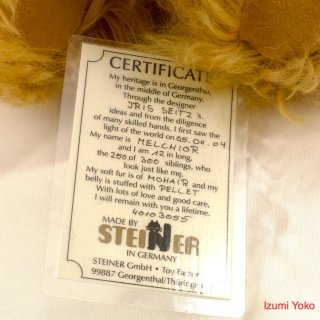 CERTIFICATE
My heritage is in Georgenthal,
in the middle of Germany.
Through the designer
IRIS SEITZ 's
ideas and from the diligence
of many skilled hands, I first saw the
light of the world on 05.04.04
My name is MELCHIOR
and I am 12 in long,
the 250 of 300 siblings, who
look just like me.
My soft fur is of MOHAIR and my
belly is stuffed with PELLET
With lots of love and good care,
I will remain with you a lifetime.
40103055
MADE BY
STEINER
IN GERMANY
STEINER GmbH • Toy Factory
99887 Georgenthal/Thüringen
Izumi Yoko